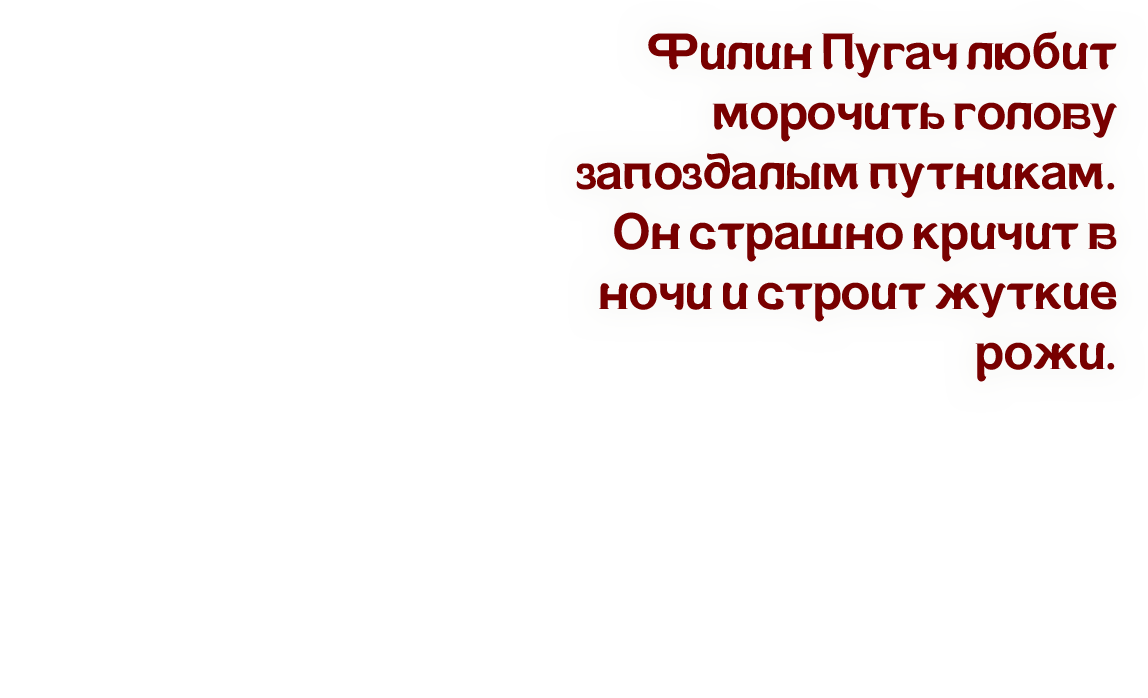 Филин Пугач любит
морочить голову
запоздалым путникам.
Он страшно кричит в
ночи и строит жуткие
рожи.